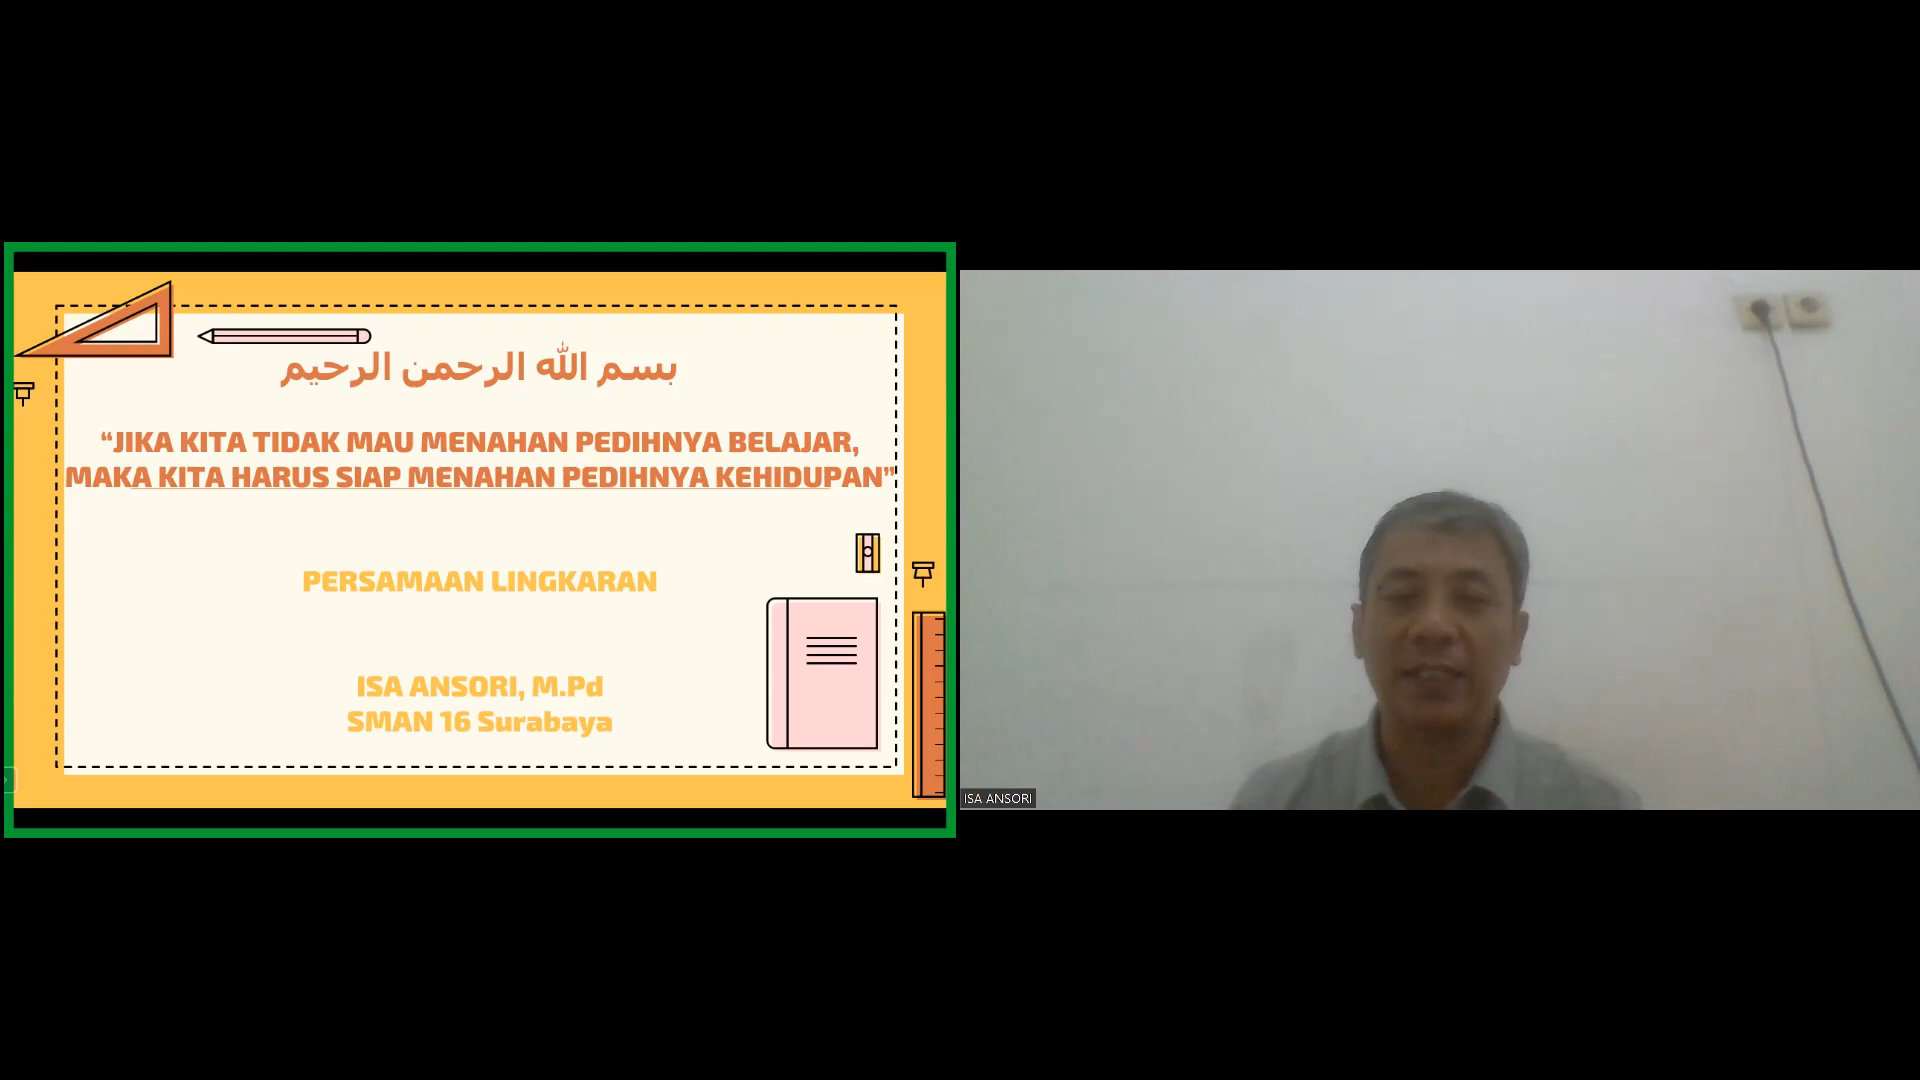 بسم الله الرحمن الرحيم
“JIKA KITA TIDAK MAU MENAHAN PEDIHNYA BELAJAR,
MAKA KITA HARUS SIAP MENAHAN PEDIHNYA KEHIDUPAN”
PERSAMAAN LINGKARAN
ISA ANSORI, M.Pd
SMAN 16 Surabaya
ISA ANSORI